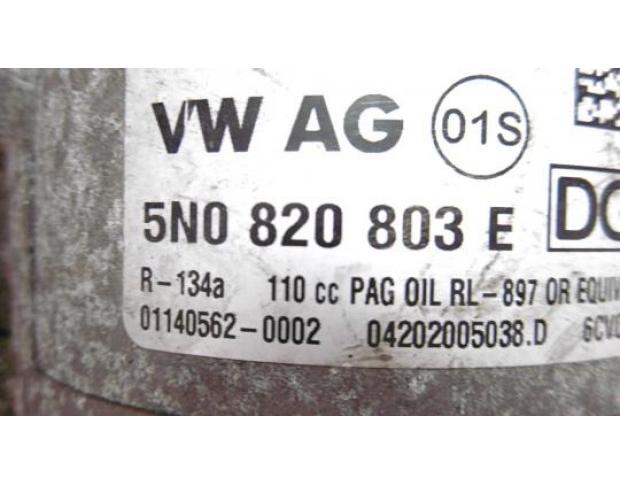 VW AG 01S
5N0 820 803 E
R-134a 110 cc PAG OIL RL-897 OR
01140562-0002 04202005038.D